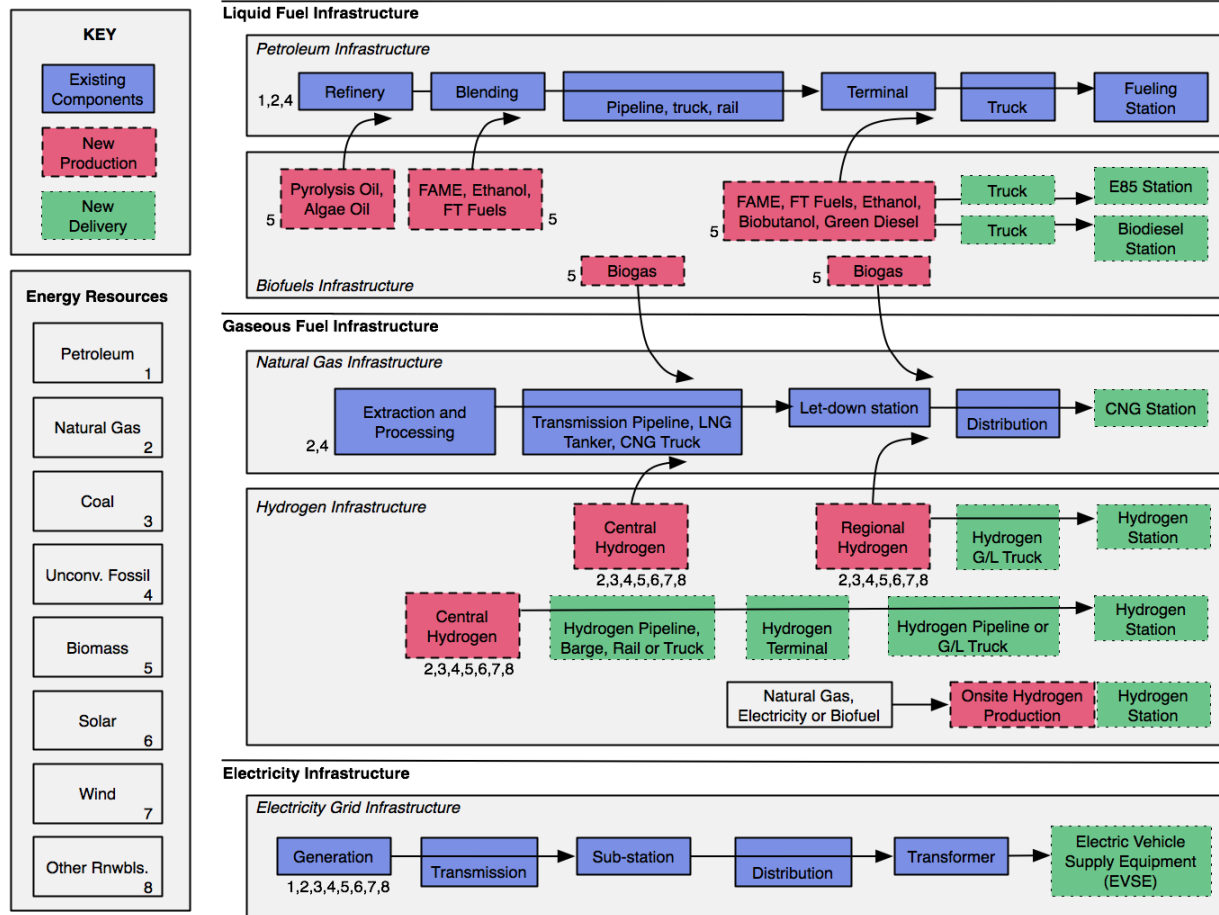 KEY
Existing
Components
New
Production
New
Delivery
Energy Resources
Petroleum
1
Natural Gas
2
Coal
3
Unconv. Fossil
4
Biomass
5
Solar
6
Wind
7
Other Rnwbls.
8
Liquid Fuel Infrastructure
Petroleum Infrastructure
1,2,4
Refinery
Blending
Pipeline, truck, rail
Terminal
Truck
Fueling
Station
Pyrolysis Oil,
Algae Oil
5
FAME, Ethanol,
FT Fuels
5
FAME, FT Fuels, Ethanol,
Biobutanol, Green Diesel
5
Truck
E85 Station
Truck
Biodiesel
Station
5
Biogas
5
Biogas
Biofuels Infrastructure
Gaseous Fuel Infrastructure
Natural Gas Infrastructure
Extraction and
Processing
2,4
Transmission Pipeline, LNG
Tanker, CNG Truck
Let-down station
Distribution
CNG Station
Hydrogen Infrastructure
Central
Hydrogen
2,3,4,5,6,7,8
Regional
Hydrogen
2,3,4,5,6,7,8
Hydrogen
G/L Truck
Hydrogen
Station
Central
Hydrogen
2,3,4,5,6,7,8
Hydrogen Pipeline,
Barge, Rail or Truck
Hydrogen
Terminal
Hydrogen Pipeline or
G/L Truck
Hydrogen
Station
Natural Gas,
Electricity or Biofuel
Onsite Hydrogen
Production
Hydrogen
Station
Electricity Infrastructure
Electricity Grid Infrastructure
Generation
1,2,3,4,5,6,7,8
Transmission
Sub-station
Distribution
Transformer
Electric Vehicle
Supply Equipment
(EVSE)